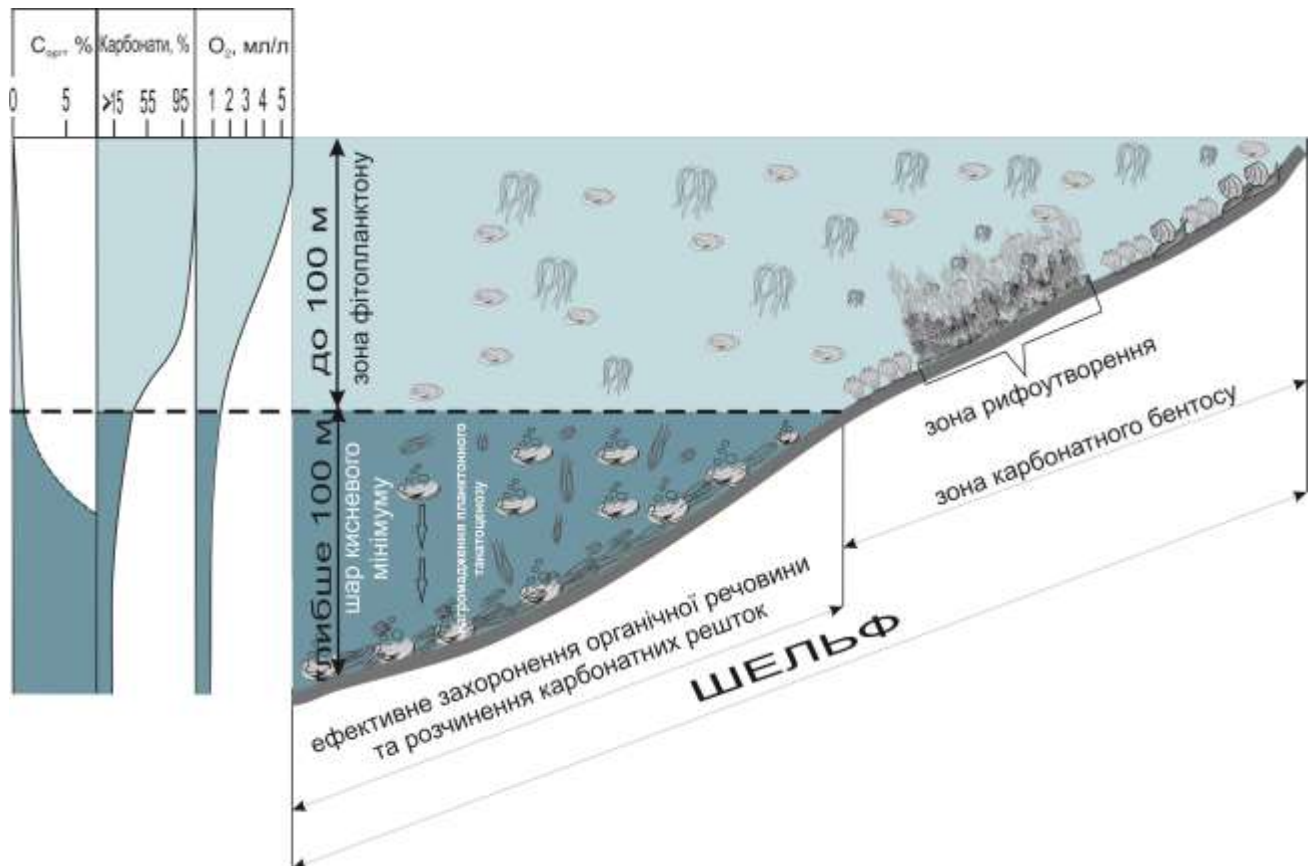 Сорг, % Карбонати, % O₂, мл/л
0 5 >15 55 95 1 2 3 4 5
до 100 м
зона фітопланктону
глибше 100 м
шар кисневого
мінімуму
нагромадження планктонного
танатоценозу
зона рифоутворення
зона карбонатного бентосу
ефективне захоронення органічної речовини
та розчинення карбонатних решток
ШЕЛЬФ